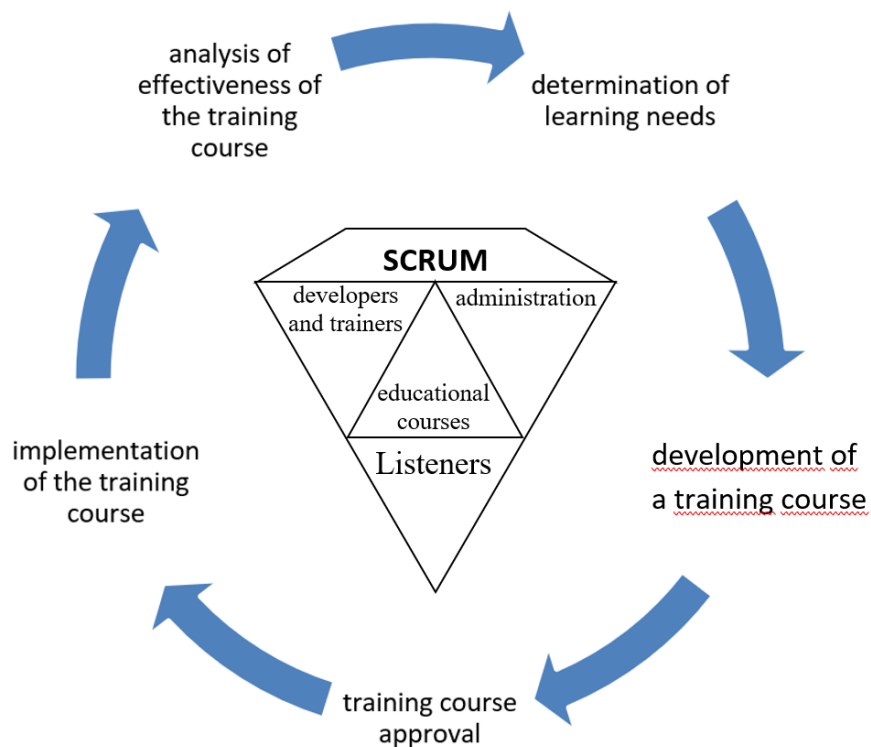 analysis of
effectiveness of
the training
course
determination of
learning needs
SCRUM
developers
and trainers
administration
educational
courses
Listeners
implementation
of the training
course
development of
a training course
training course
approval